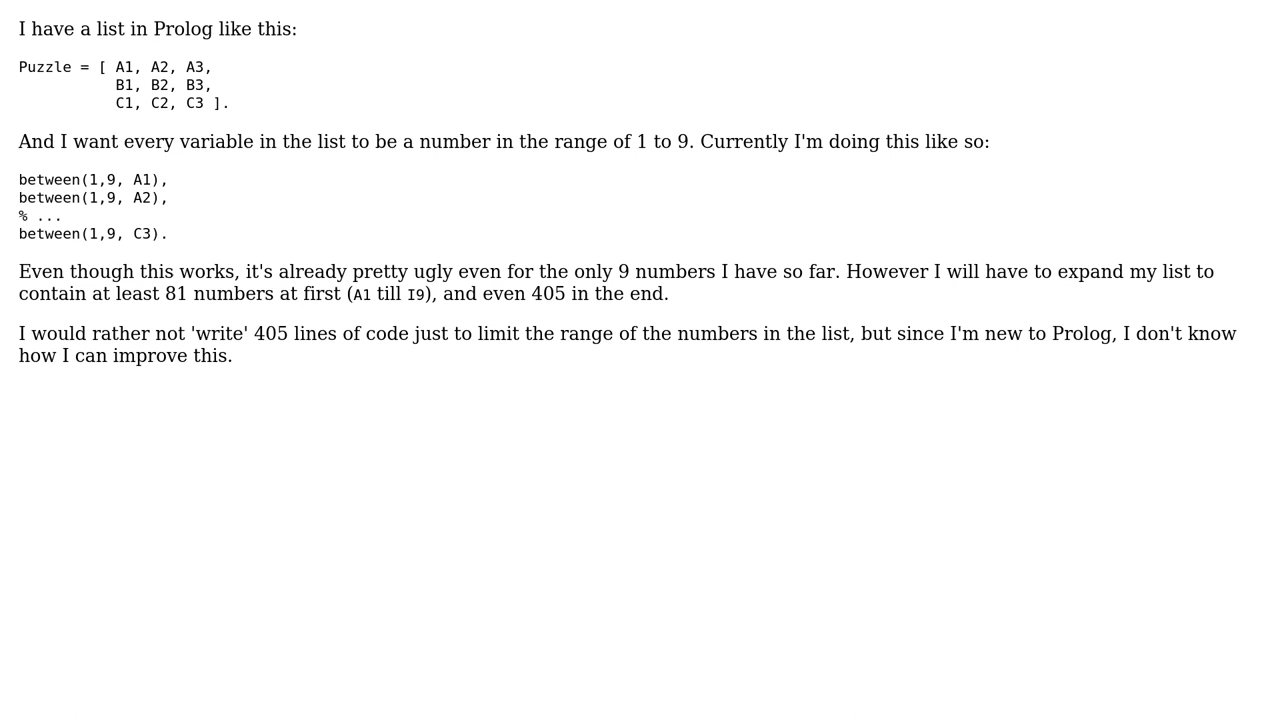 I have a list in Prolog like this:
Puzzle = [ A1, A2, A3,
           B1, B2, B3,
           C1, C2, C3 ].
And I want every variable in the list to be a number in the range of 1 to 9. Currently I'm doing this like so:
between(1,9, A1),
between(1,9, A2),
% ...
between(1,9, C3).
Even though this works, it's already pretty ugly even for the only 9 numbers I have so far. However I will have to expand my list to
contain at least 81 numbers at first (A1 till I9), and even 405 in the end.
I would rather not 'write' 405 lines of code just to limit the range of the numbers in the list, but since I'm new to Prolog, I don't know
how I can improve this.